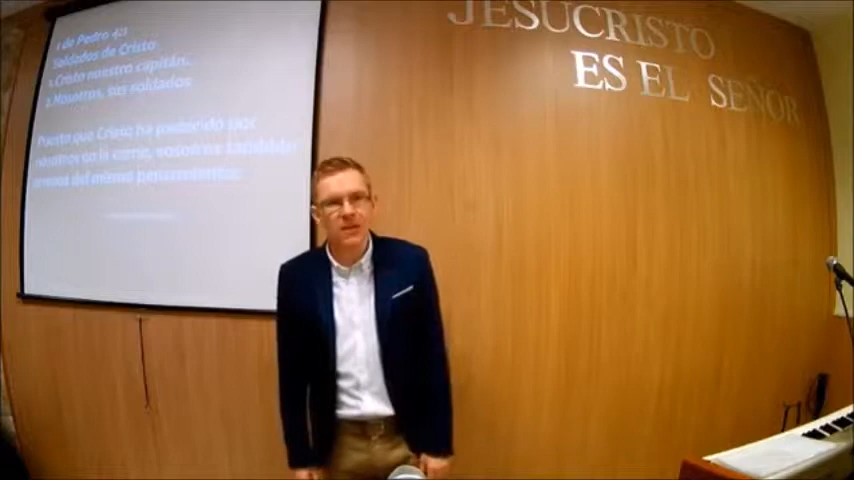 1 de Pedro 4:1
Soldados de Cristo
1. Cristo nuestro capitán.
2. Nosotros, sus soldados
Puesto que Cristo ha padecido por
nosotros en la carne, vosotros también
armaos del mismo pensamiento.
JESUCRISTO
ES EL SEÑOR